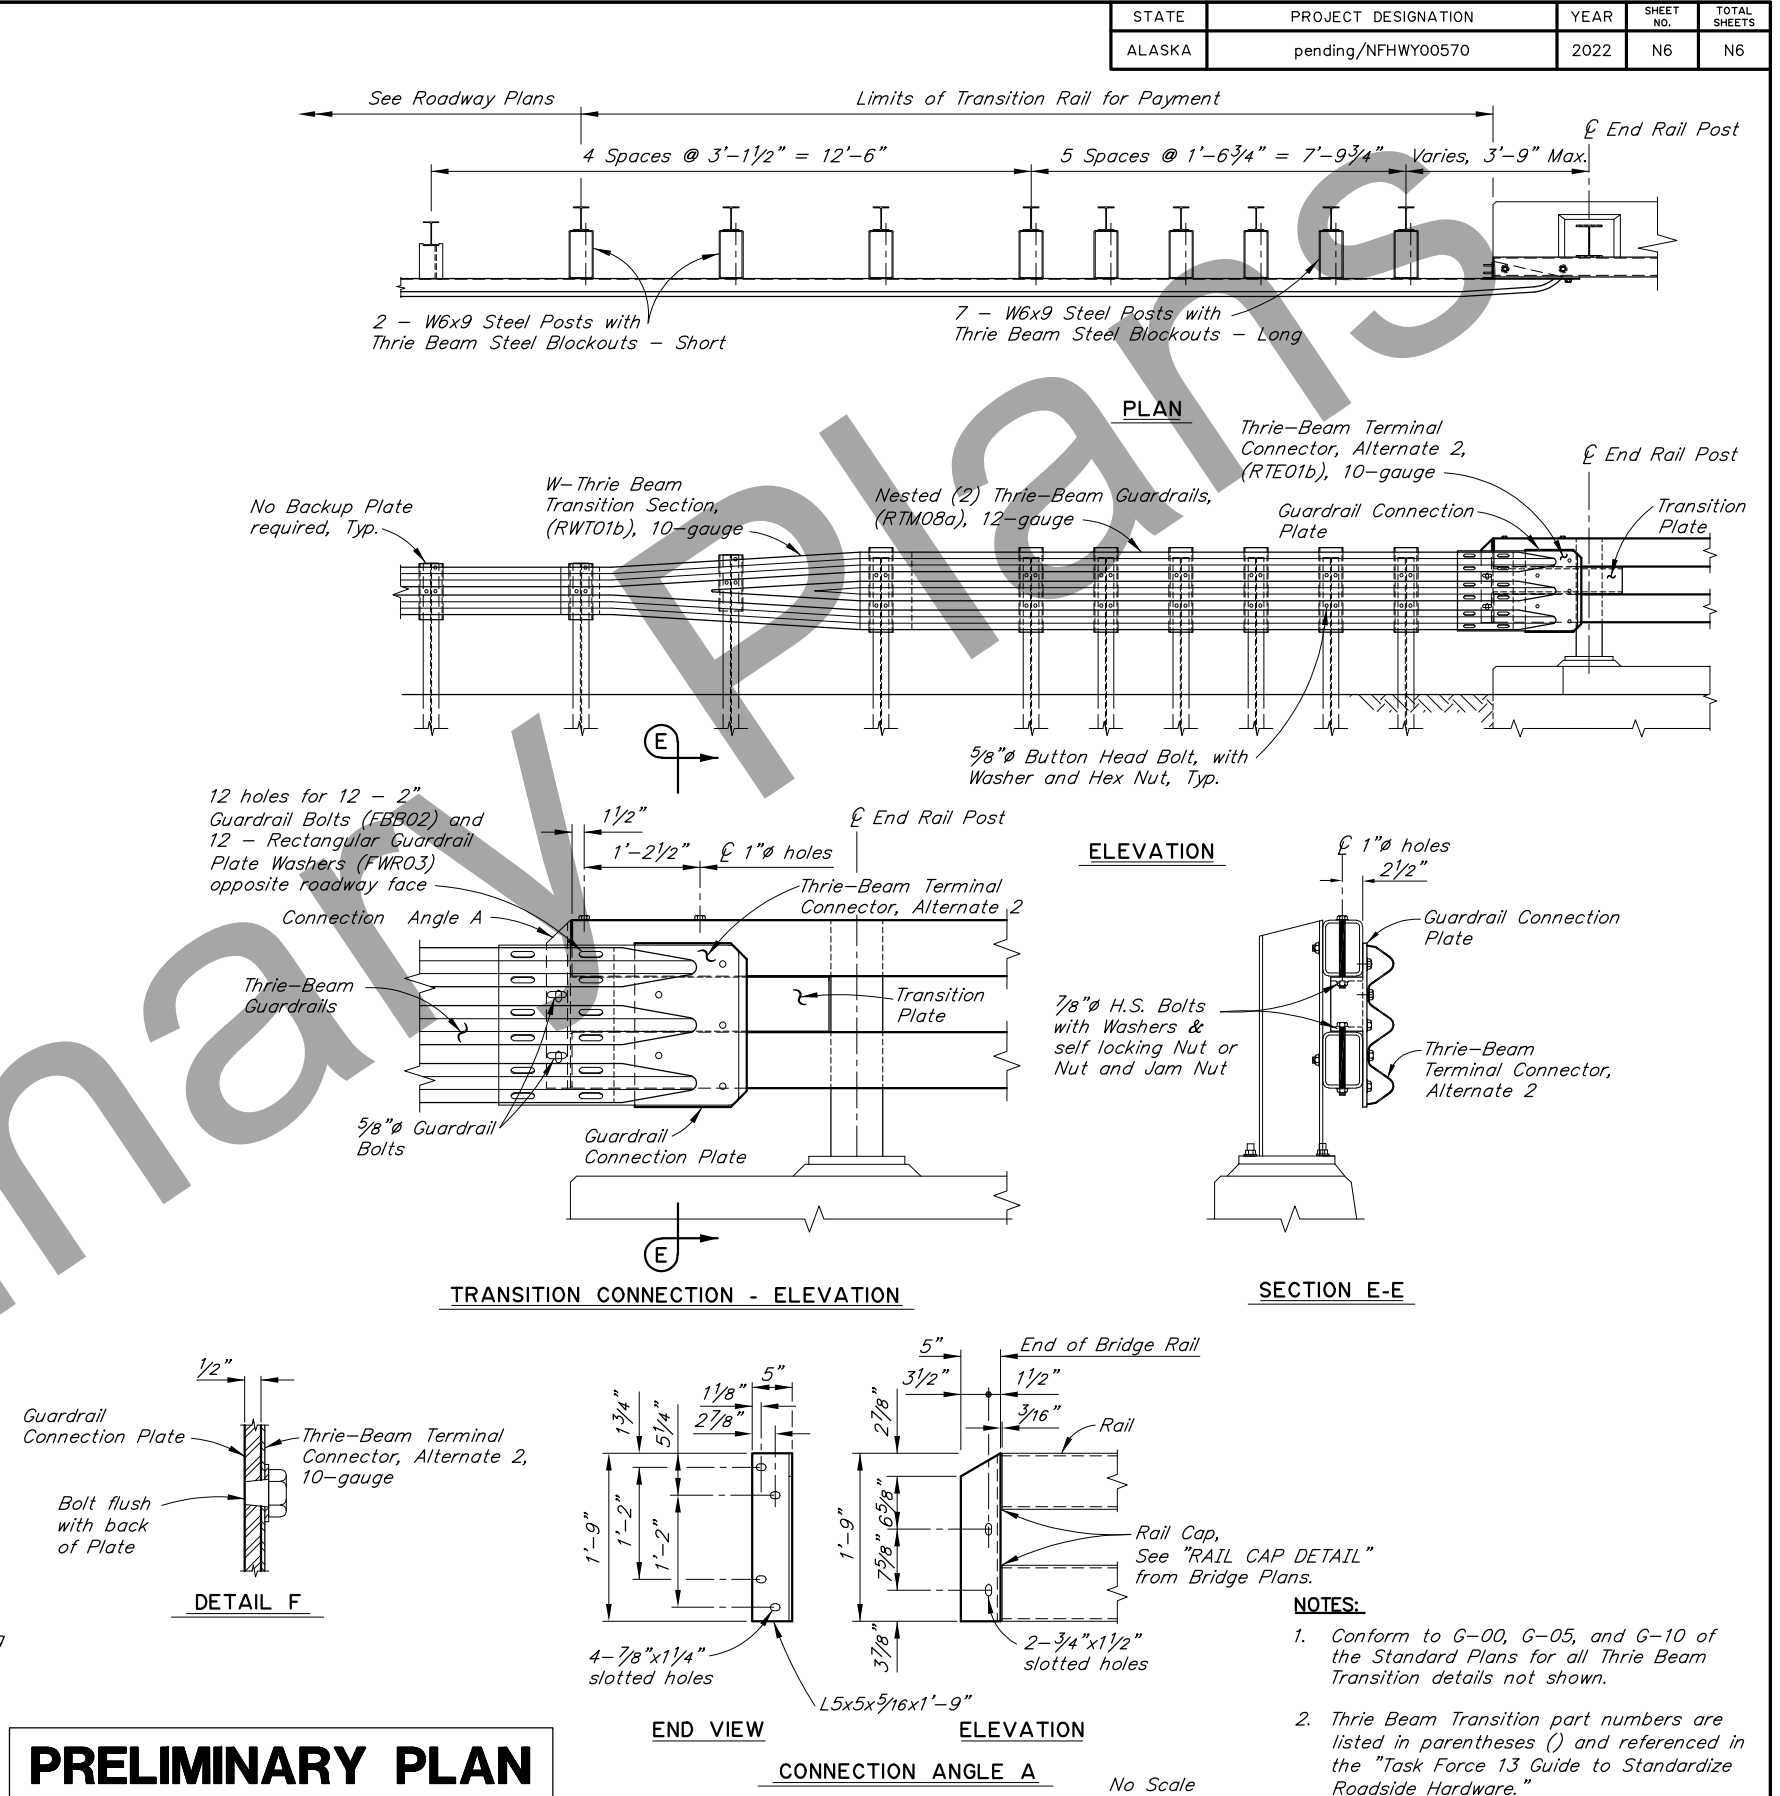 STATE PROJECT DESIGNATION YEAR SHEET NO. TOTAL SHEETS
ALASKA pending/NFHWY00570 2022 N6 N6
See Roadway Plans
Limits of Transition Rail for Payment
℄ End Rail Post
4 Spaces @ 3'-1½" = 12'-6"
5 Spaces @ 1'-6¾" = 7'-9¾"
Varies, 3'-9" Max.
2 - W6x9 Steel Posts with
Thrie Beam Steel Blockouts - Short
7 - W6x9 Steel Posts with
Thrie Beam Steel Blockouts - Long
PLAN
Thrie-Beam Terminal
Connector, Alternate 2,
(RTE01b), 10-gauge
℄ End Rail Post
No Backup Plate
required, Typ.
W-Thrie Beam
Transition Section,
(RWT01b), 10-gauge
Nested (2) Thrie-Beam Guardrails,
(RTM08a), 12-gauge
Guardrail Connection
Plate
Transition
Plate
E
5/8"ø Button Head Bolt, with
Washer and Hex Nut, Typ.
ELEVATION
12 holes for 12 - 2"
Guardrail Bolts (FBB02) and
12 - Rectangular Guardrail
Plate Washers (FWR03)
opposite roadway face
Connection Angle A
Thrie-Beam
Guardrails
5/8"ø Guardrail
Bolts
1½"
1'-2½"
℄ 1"ø holes
℄ End Rail Post
Thrie-Beam Terminal
Connector, Alternate 2
Transition
Plate
Guardrail
Connection Plate
E
TRANSITION CONNECTION - ELEVATION
℄ 1"ø holes
2½"
Guardrail Connection
Plate
7/8"ø H.S. Bolts
with Washers &
self locking Nut or
Nut and Jam Nut
Thrie-Beam
Terminal Connector,
Alternate 2
SECTION E-E
½"
Guardrail
Connection Plate
Thrie-Beam Terminal
Connector, Alternate 2,
10-gauge
Bolt flush
with back
of Plate
DETAIL F
5"
1⅛"
2⅞"
1¾"
5¼"
1'-9"
1'-2"
1'-2"
4-7/8"x1¼"
slotted holes
L5x5x5/16x1'-9"
END VIEW
5"
End of Bridge Rail
3½"
1½"
3/16"
2⅞"
6⅝"
7⅝"
1'-9"
3⅞"
Rail
Rail Cap,
See "RAIL CAP DETAIL"
from Bridge Plans.
2-¾"x1½"
slotted holes
ELEVATION
CONNECTION ANGLE A
No Scale
NOTES:
1. Conform to G-00, G-05, and G-10 of
the Standard Plans for all Thrie Beam
Transition details not shown.
2. Thrie Beam Transition part numbers are
listed in parentheses () and referenced in
the "Task Force 13 Guide to Standardize
Roadside Hardware."
PRELIMINARY PLAN
nary Plans